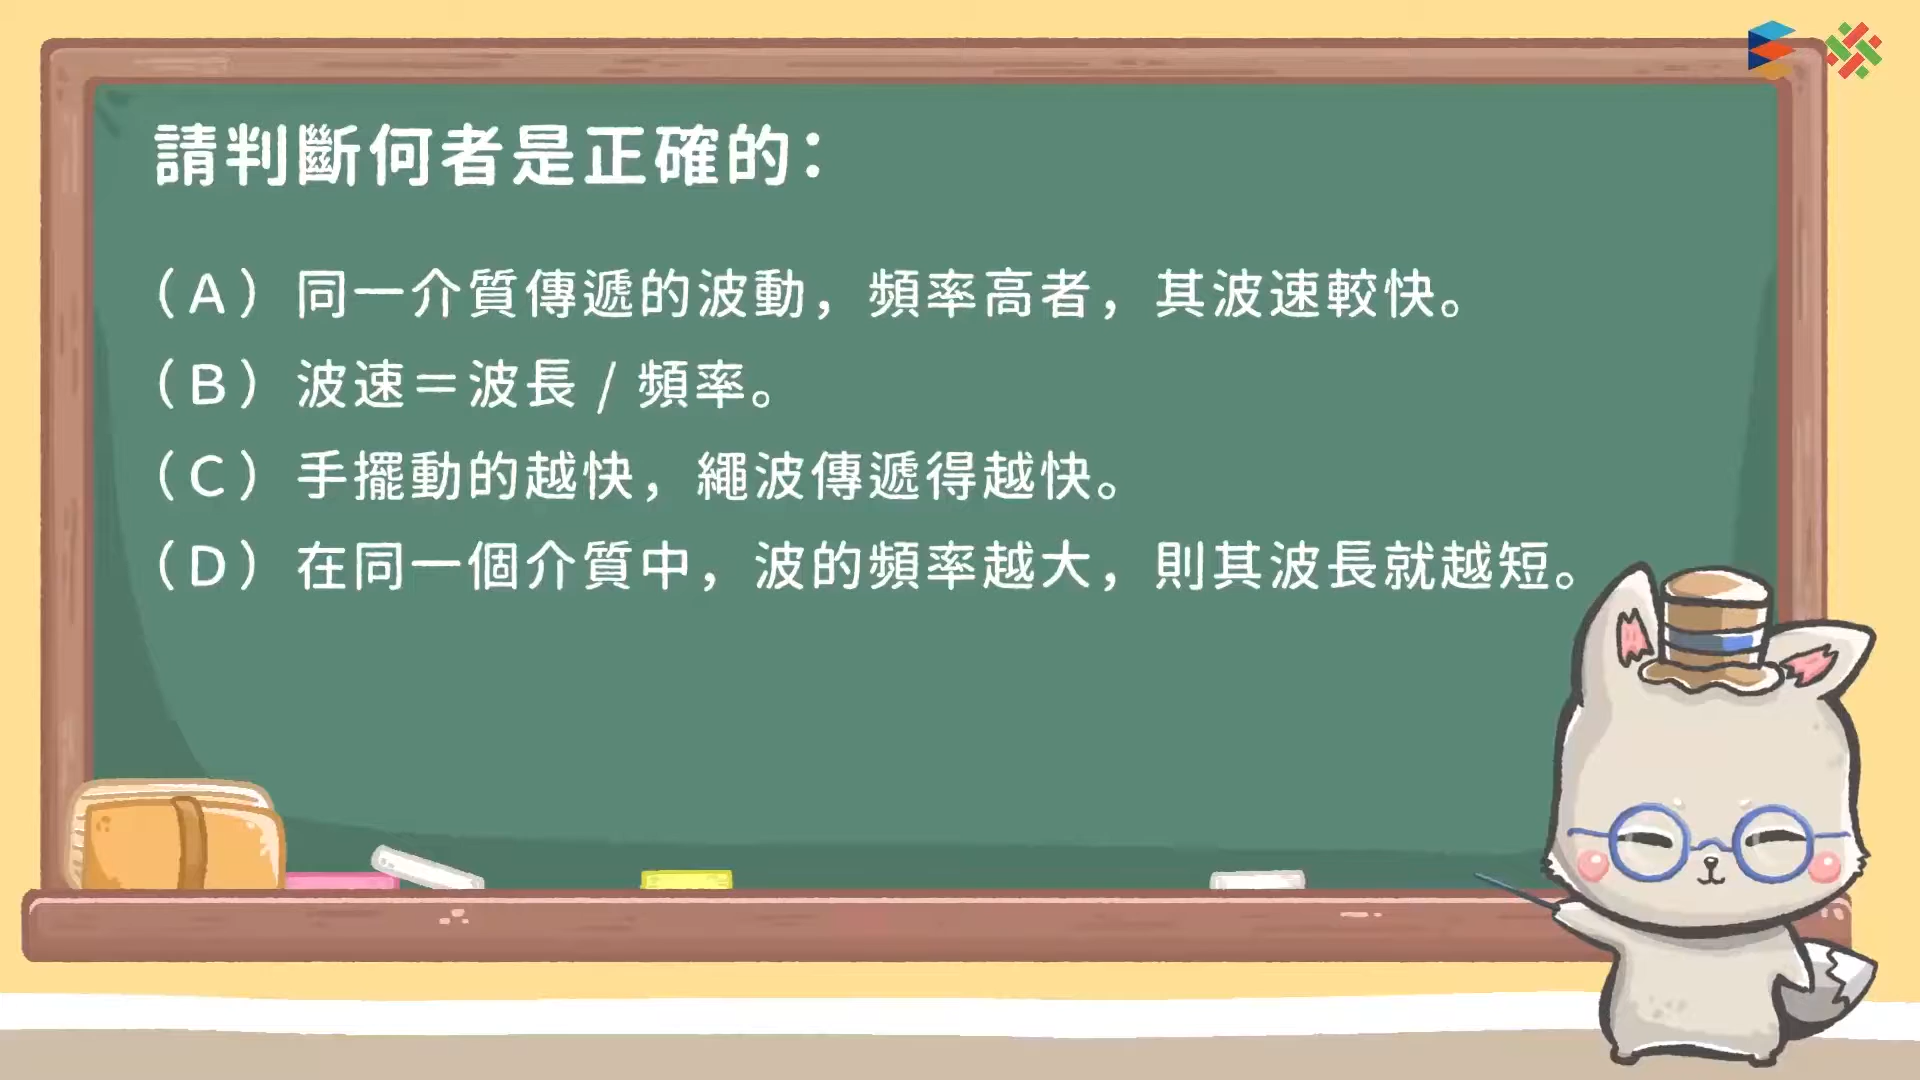 請判斷何者是正確的：
（A）同一介質傳遞的波動，頻率高者，其波速較快。
（B）波速＝波長 / 頻率。
（C）手擺動的越快，繩波傳遞得越快。
（D）在同一個介質中，波的頻率越大，則其波長就越短。